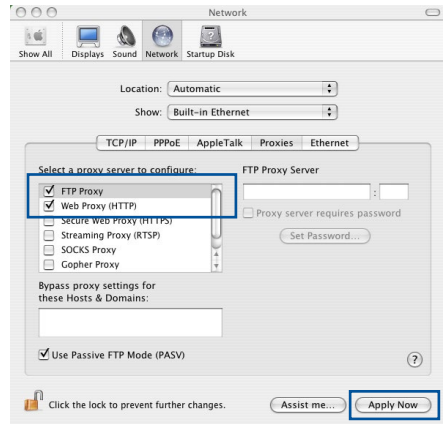 Network
Show All Displays Sound Network Startup Disk
Location: Automatic
Show: Built-in Ethernet
TCP/IP PPPoE AppleTalk Proxies Ethernet
Select a proxy server to configure: FTP Proxy Server
FTP Proxy
Web Proxy (HTTP) :
Secure Web Proxy (HTTPS) Proxy server requires password
Streaming Proxy (RTSP) Set Password...
SOCKS Proxy
Gopher Proxy
Bypass proxy settings for
these Hosts & Domains:
Use Passive FTP Mode (PASV) ?
Click the lock to prevent further changes. Assist me... Apply Now